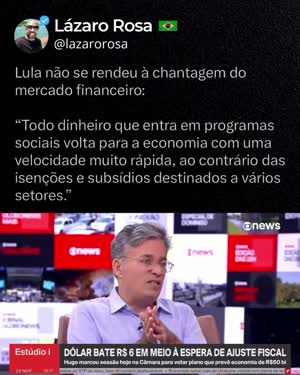 Lázaro Rosa
@lazarorosa
Lula não se rendeu à chantagem do
mercado financeiro:
“Todo dinheiro que entra em programas
sociais volta para a economia com uma
velocidade muito rápida, ao contrário das
isenções e subsídios destinados a vários
setores.”
news
news
Estúdio i
DÓLAR BATE R$ 6 EM MEIO À ESPERA DE AJUSTE FISCAL
Hugo marcou sessão hoje na Câmara para votar plano que prevê economia de R$50 bi